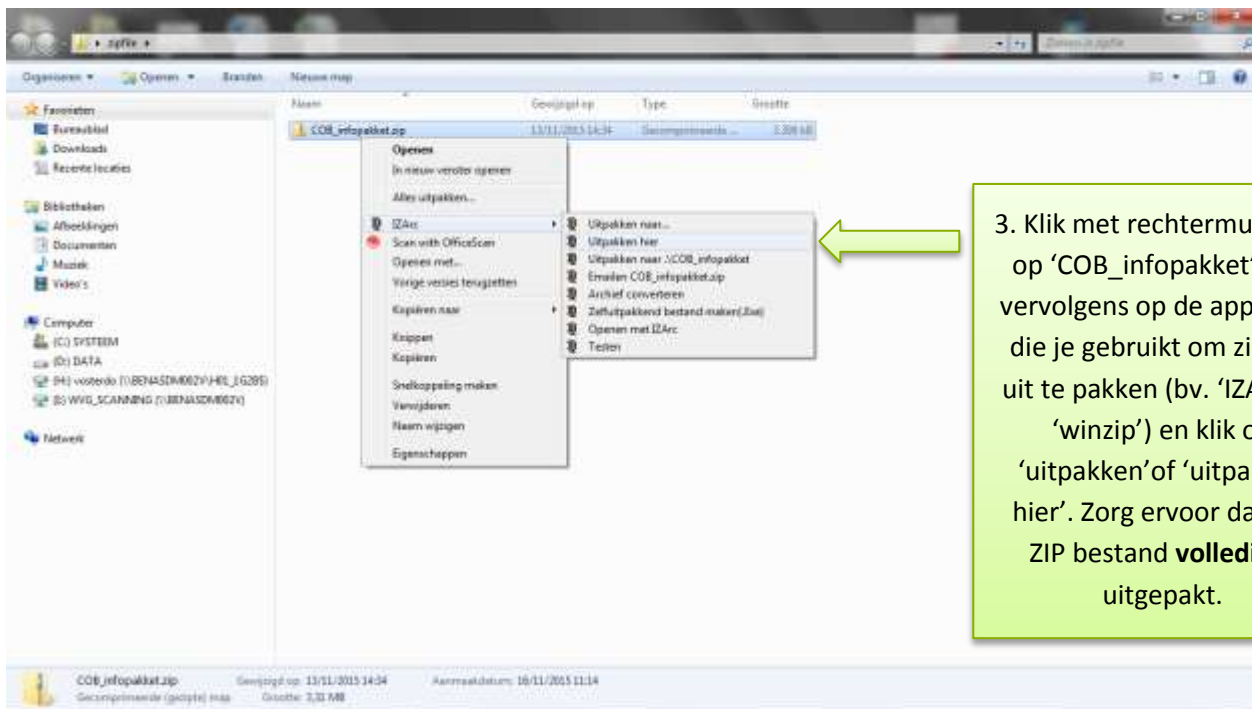 zipfile
Zoeken in zipfile
Organiseren
Openen
Branden
Nieuwe map
Favorieten
Bureaublad
Downloads
Recente locaties
Bibliotheken
Afbeeldingen
Documenten
Muziek
Video's
Computer
(C:) SYSTEEM
(D:) DATA
(H:) vosterdo
(I:) WVG_SCANNING
Netwerk
Naam
Gewijzigd op
Type
Grootte
COB_infopakket.zip
13/11/2015 14:34
Gecomprimeerde ...
Openen
In nieuw venster openen
Alles uitpakken...
IZArc
Scan with OfficeScan
Openen met...
Vorige versies terugzetten
Kopiëren naar
Knippen
Kopiëren
Snelkoppeling maken
Verwijderen
Naam wijzigen
Eigenschappen
Uitpakken naar...
Uitpakken hier
Uitpakken naar .\COB_infopakket
Emailen COB_infopakket.zip
Archief converteren
Zelfuitpakkend bestand maken(.Exe)
Openen met IZArc
Testen
3. Klik met rechtermu
op ‘COB_infopakket’
vervolgens op de app
die je gebruikt om zi
uit te pakken (bv. ‘IZA
‘winzip’) en klik o
‘uitpakken’of ‘uitpa
hier’. Zorg ervoor da
ZIP bestand volledi
uitgepakt.
COB_infopakket.zip
Gewijzigd op: 13/11/2015 14:34
Aanmaakdatum: 16/11/2015 11:14
Gecomprimeerde (gezipte) map
Grootte: 3,31 MB